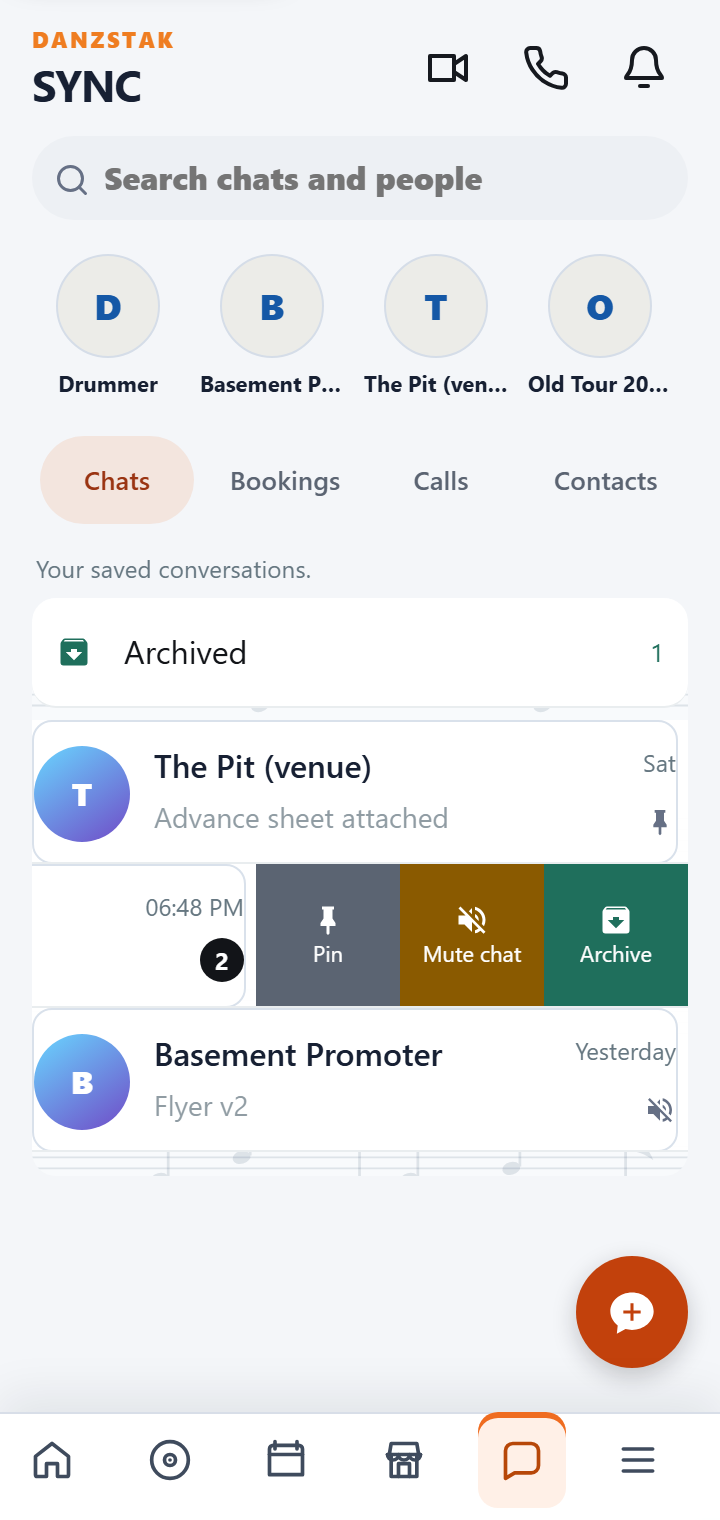 DANZSTAK
SYNC
Search chats and people
D
B
T
O
Drummer
Basement P...
The Pit (ven...
Old Tour 20...
Chats
Bookings
Calls
Contacts
Your saved conversations.
Archived
1
T
The Pit (venue)
Sat
Advance sheet attached
06:48 PM
2
Pin
Mute chat
Archive
B
Basement Promoter
Yesterday
Flyer v2